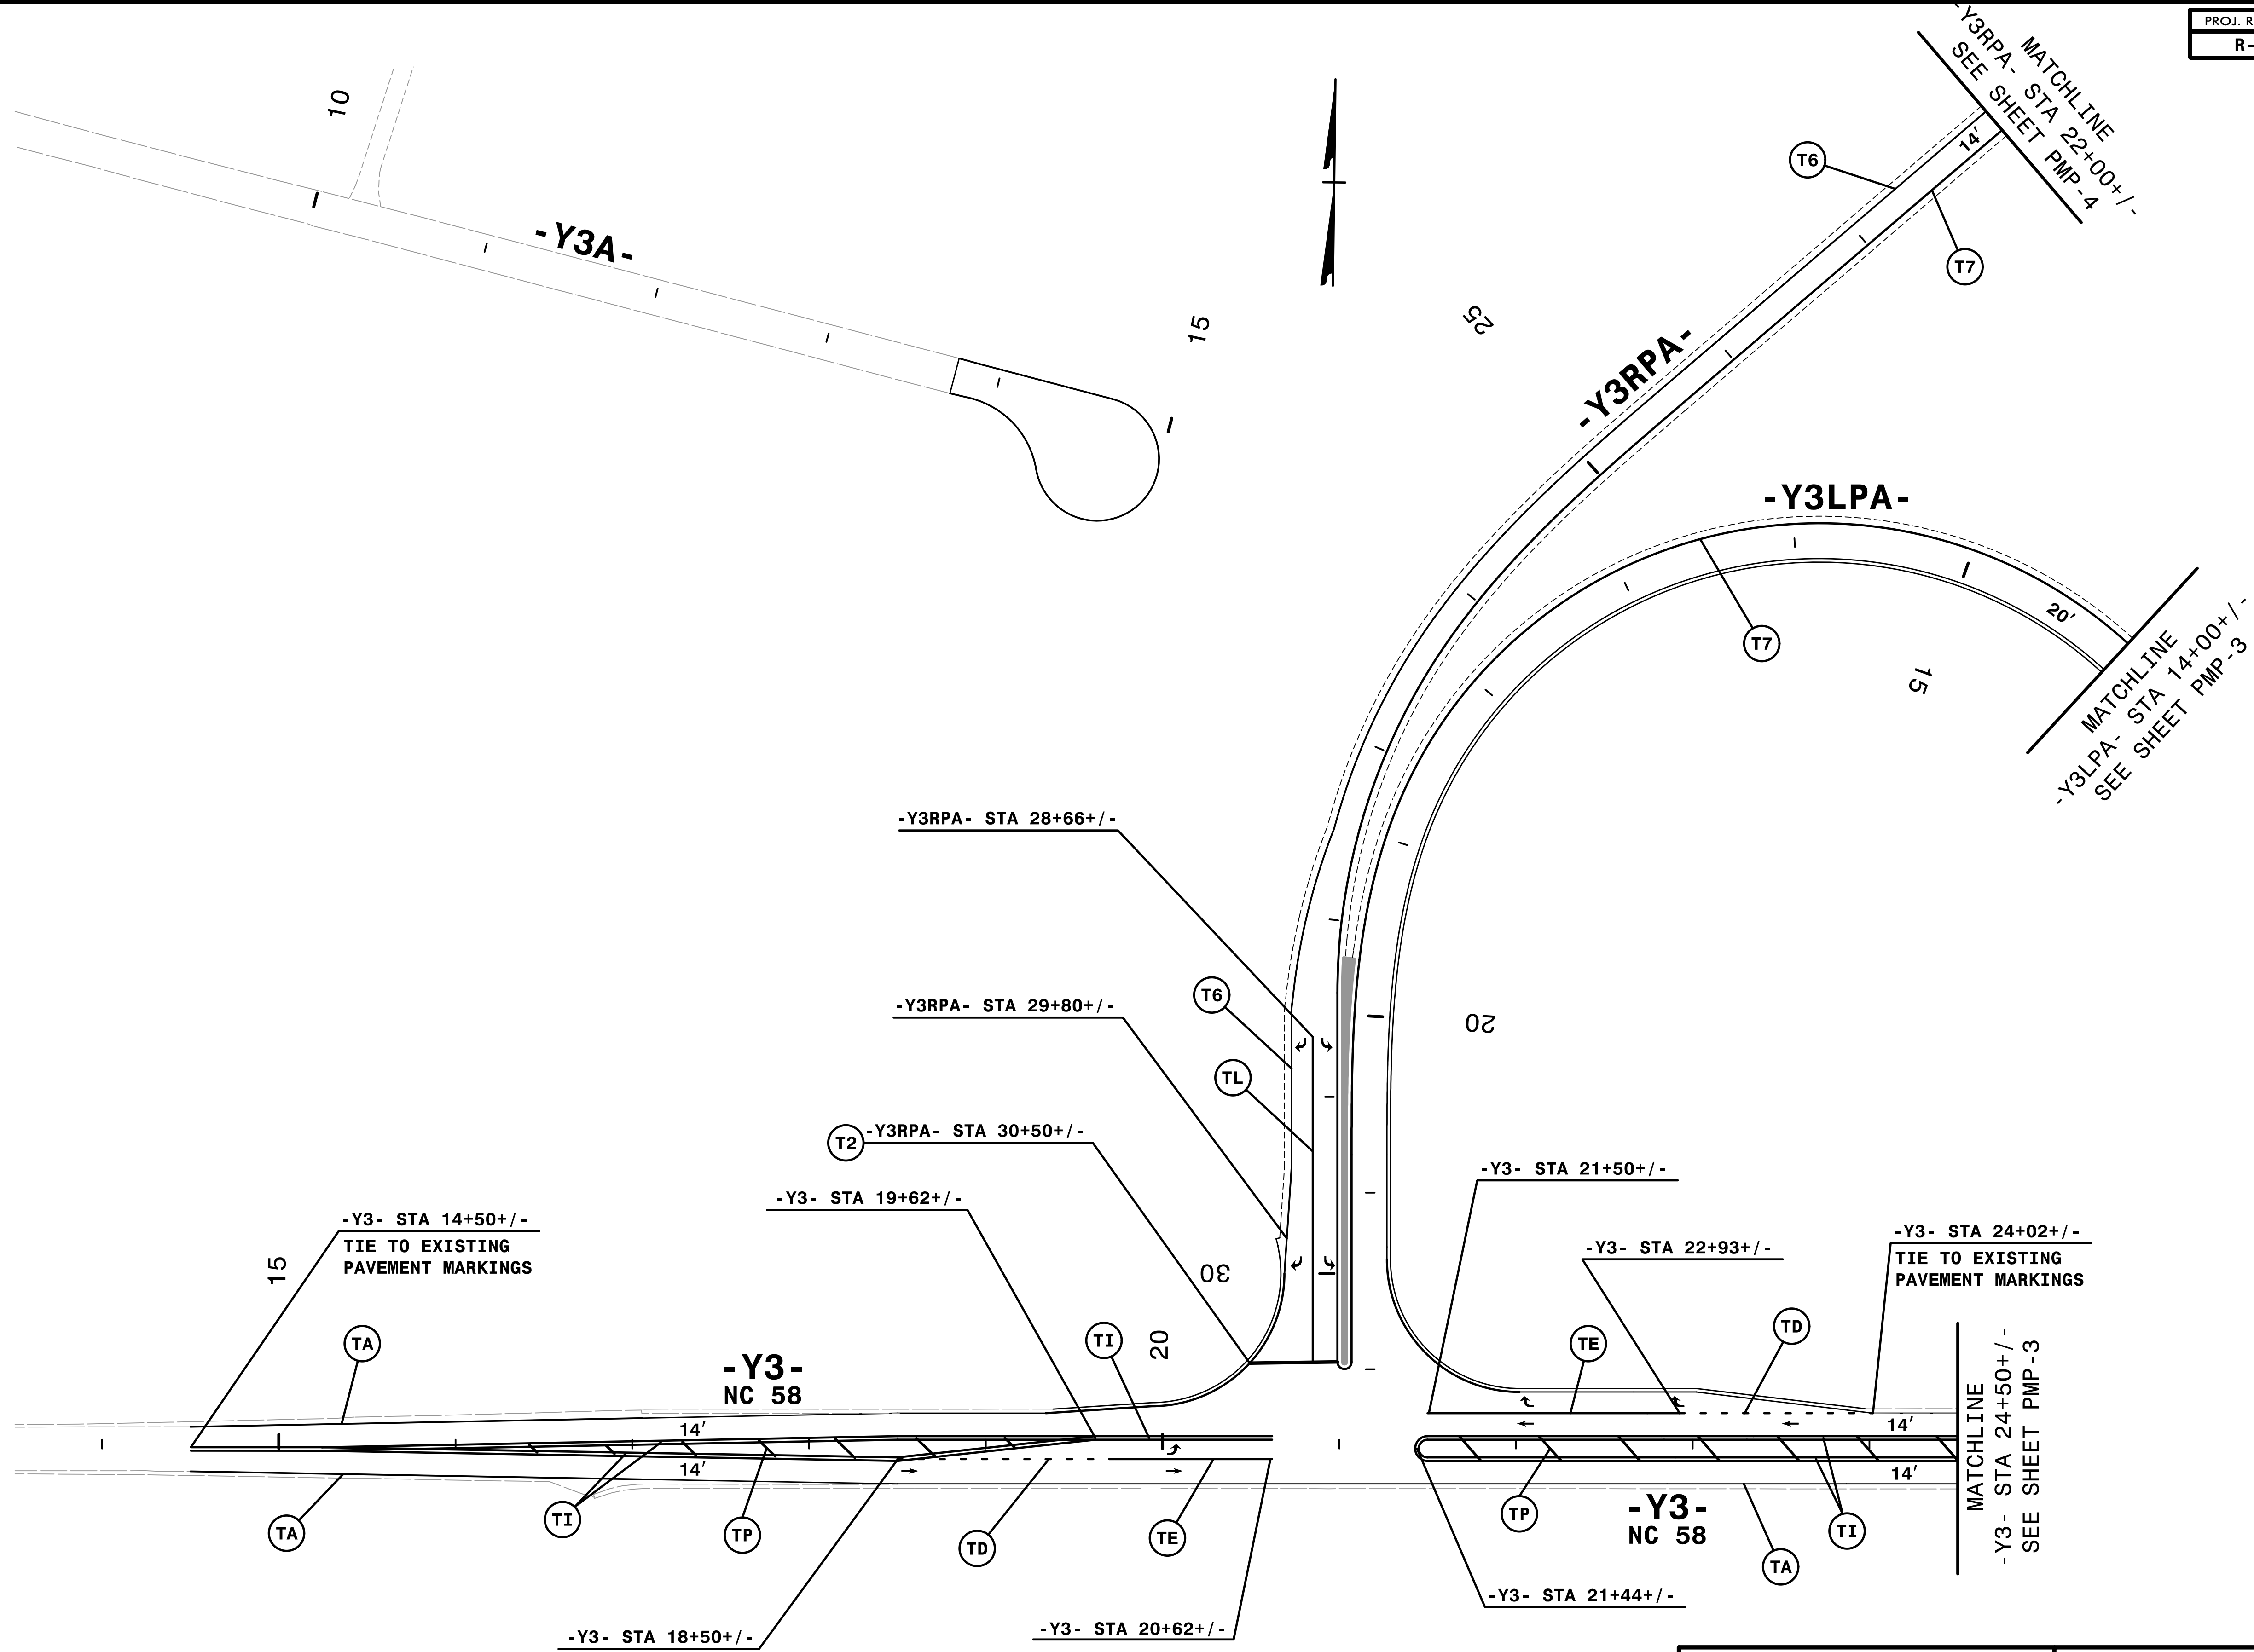 PROJ. R
R-
MATCHLINE
-Y3RPA- STA 22+00+/-
SEE SHEET PMP-4
14'
T6
T7
10
-Y3A-
15
25
-Y3RPA-
-Y3LPA-
T7
20'
15
MATCHLINE
-Y3LPA- STA 14+00+/-
SEE SHEET PMP-3
-Y3RPA- STA 28+66+/-
T6
-Y3RPA- STA 29+80+/-
20
TL
T2
-Y3RPA- STA 30+50+/-
-Y3- STA 19+62+/-
-Y3- STA 21+50+/-
-Y3- STA 14+50+/-
TIE TO EXISTING
PAVEMENT MARKINGS
15
30
-Y3- STA 22+93+/-
-Y3- STA 24+02+/-
TIE TO EXISTING
PAVEMENT MARKINGS
TA
-Y3-
NC 58
TI
20
TE
TD
MATCHLINE
-Y3- STA 24+50+/-
SEE SHEET PMP-3
14'
14'
14'
14'
TA
TI
TP
TD
TE
TP
-Y3-
NC 58
TA
TI
-Y3- STA 21+44+/-
-Y3- STA 18+50+/-
-Y3- STA 20+62+/-